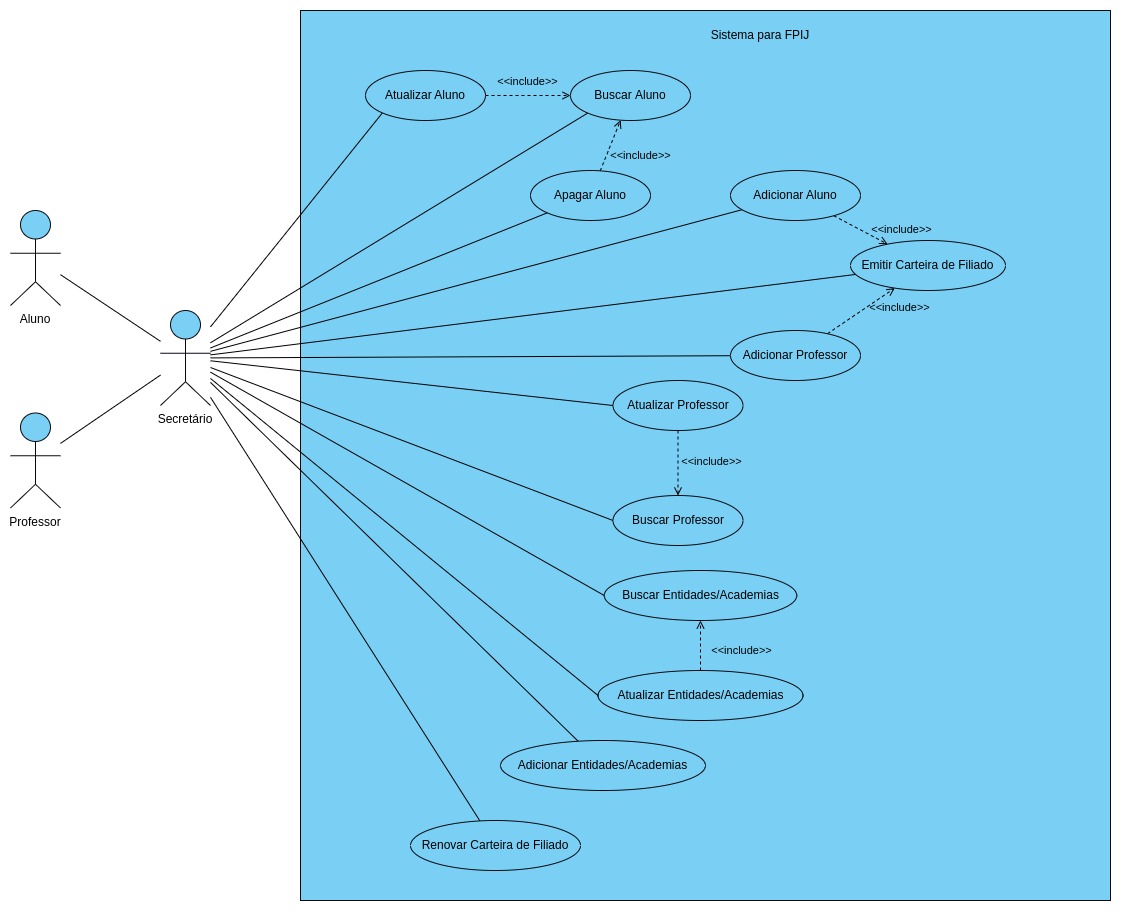 Sistema para FPIJ
<<include>>
Atualizar Aluno
Buscar Aluno
<<include>>
Apagar Aluno
Adicionar Aluno
<<include>>
Emitir Carteira de Filiado
<<include>>
Aluno
Adicionar Professor
Atualizar Professor
Secretário
<<include>>
Professor
Buscar Professor
Buscar Entidades/Academias
<<include>>
Atualizar Entidades/Academias
Adicionar Entidades/Academias
Renovar Carteira de Filiado